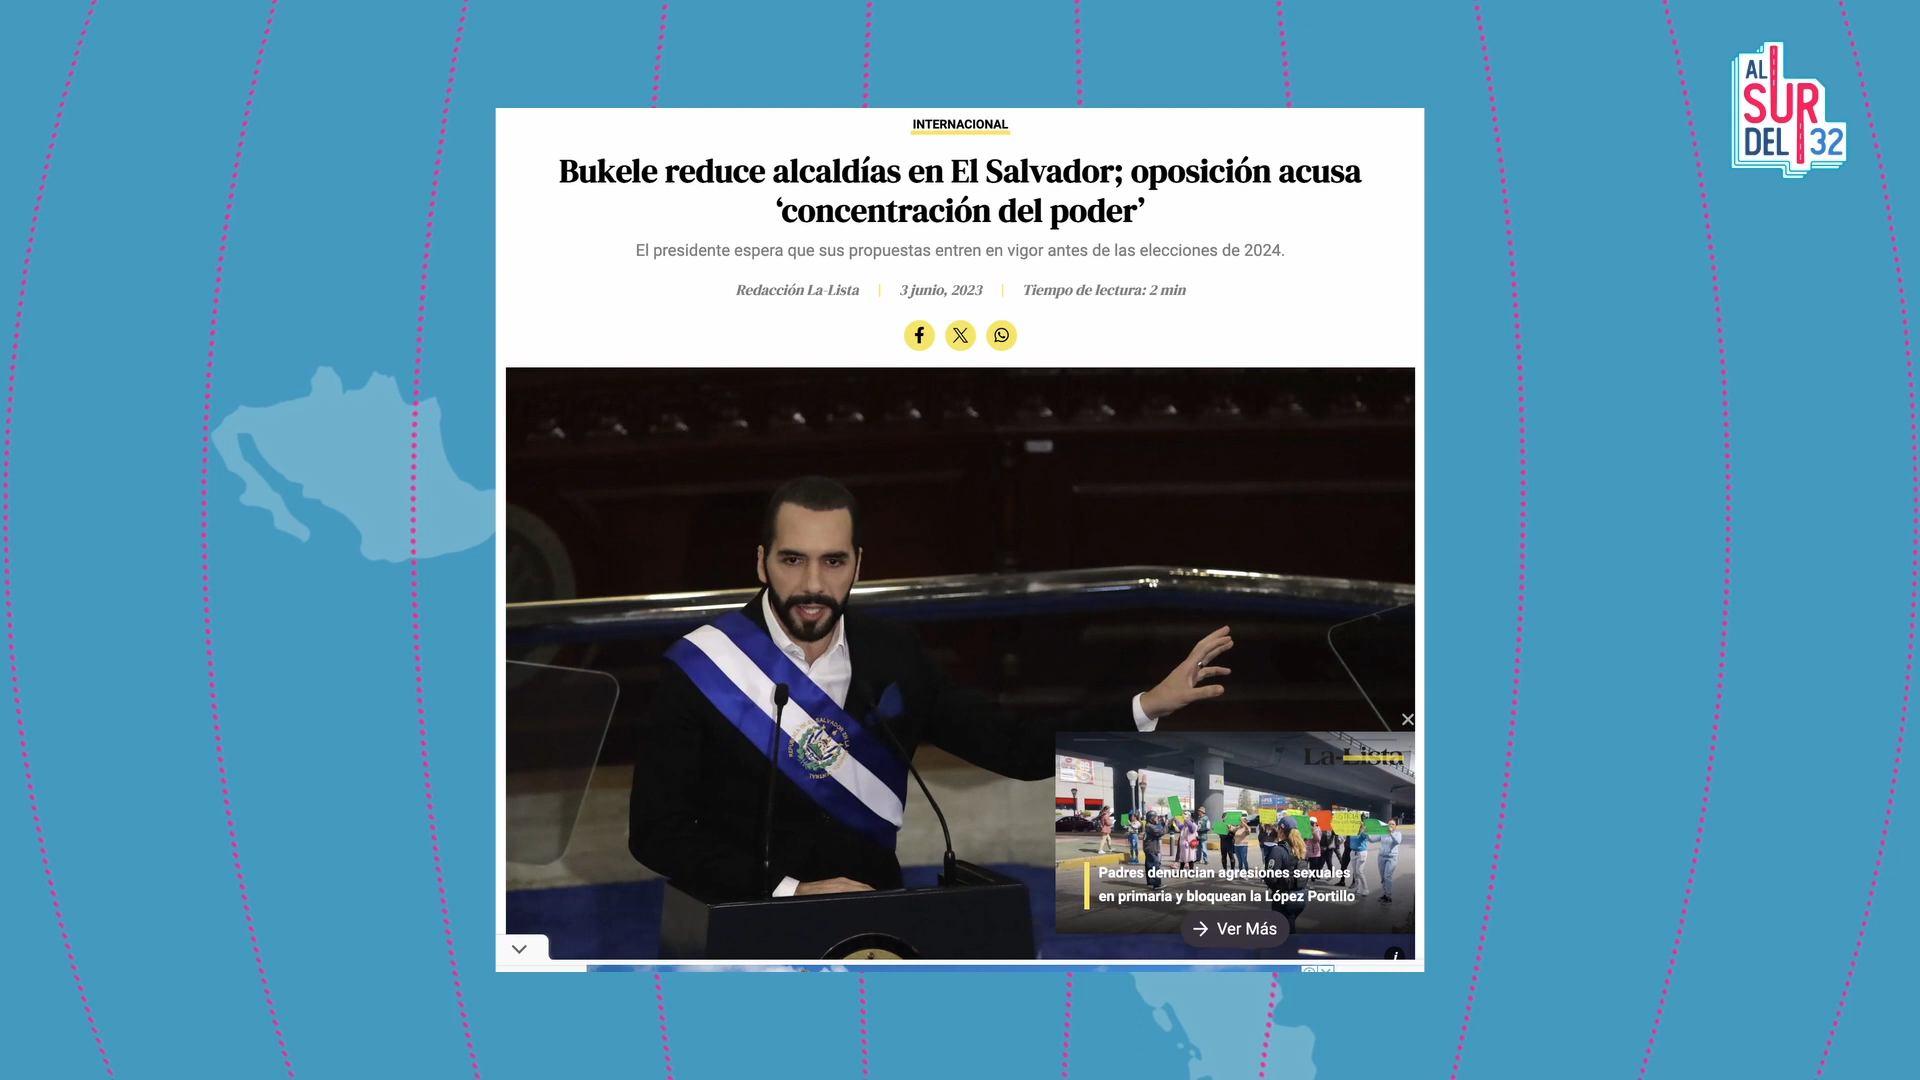 AL
SUR
DEL 32
INTERNACIONAL
Bukele reduce alcaldías en El Salvador; oposición acusa
‘concentración del poder’
El presidente espera que sus propuestas entren en vigor antes de las elecciones de 2024.
Redacción La-Lista | 3 junio, 2023 | Tiempo de lectura: 2 min
La-Lista
Padres denuncian agresiones sexuales
en primaria y bloquean la López Portillo
→ Ver Más